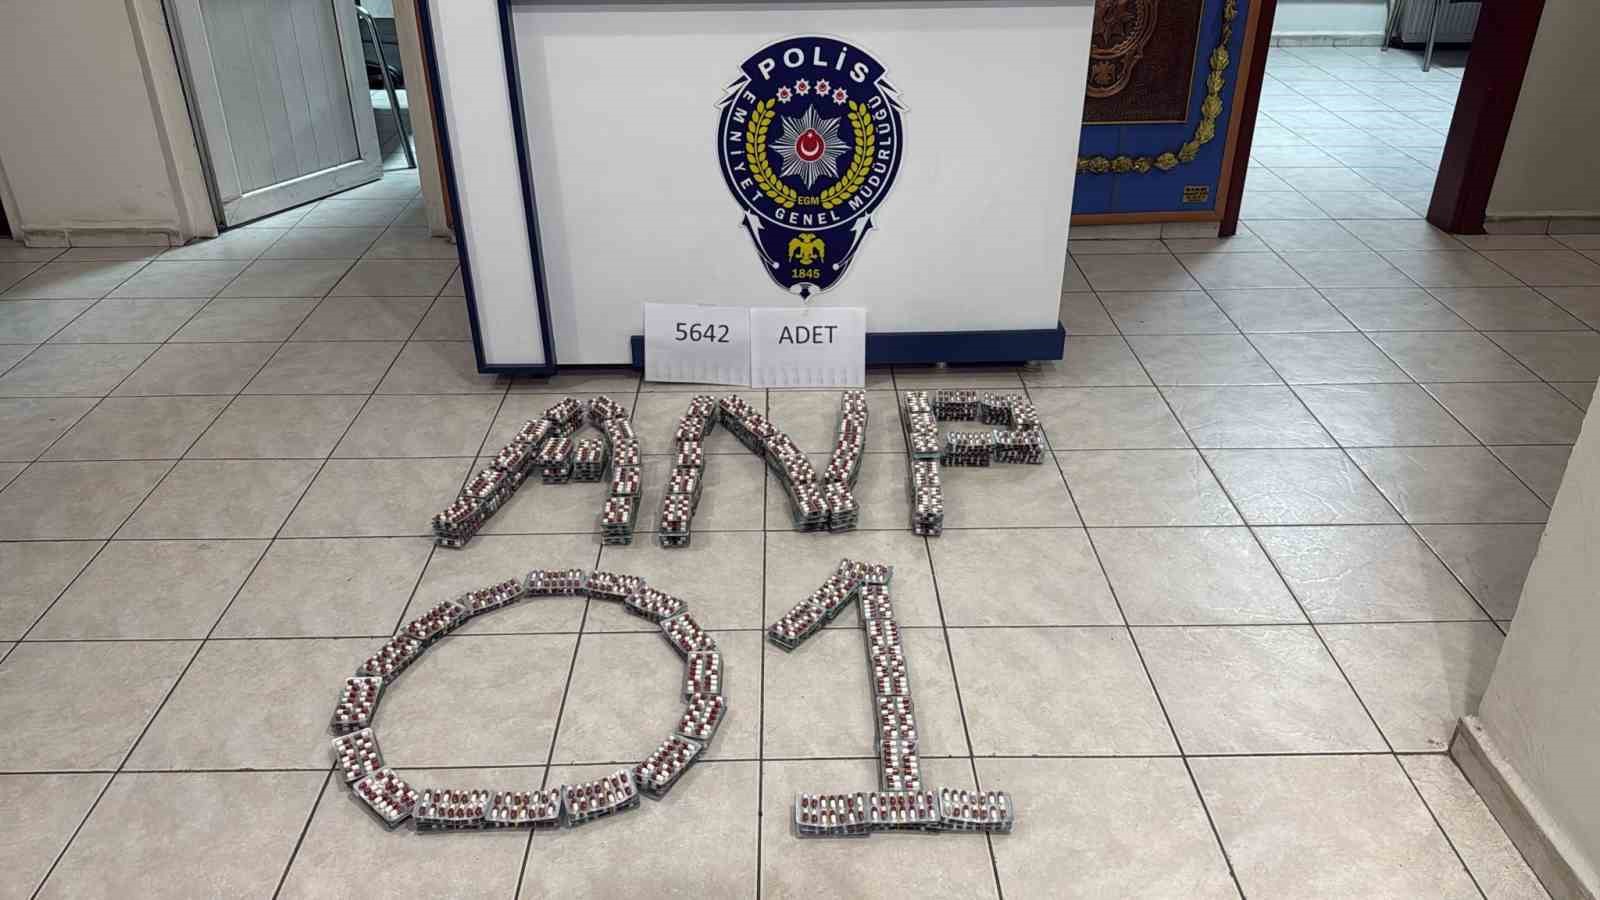 POLİS
EMNİYET GENEL MÜDÜRLÜĞÜ
EGM
1845
5642 ADET
ANP
01